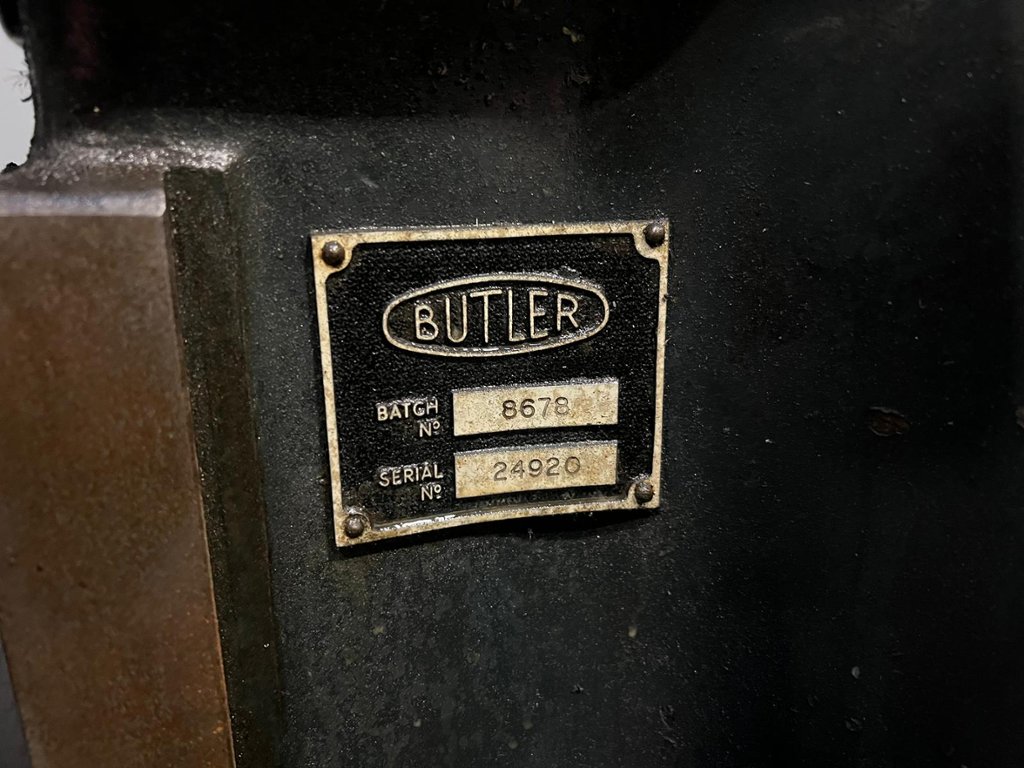 BUTLER
BATCH Nº 8678
SERIAL Nº 24920